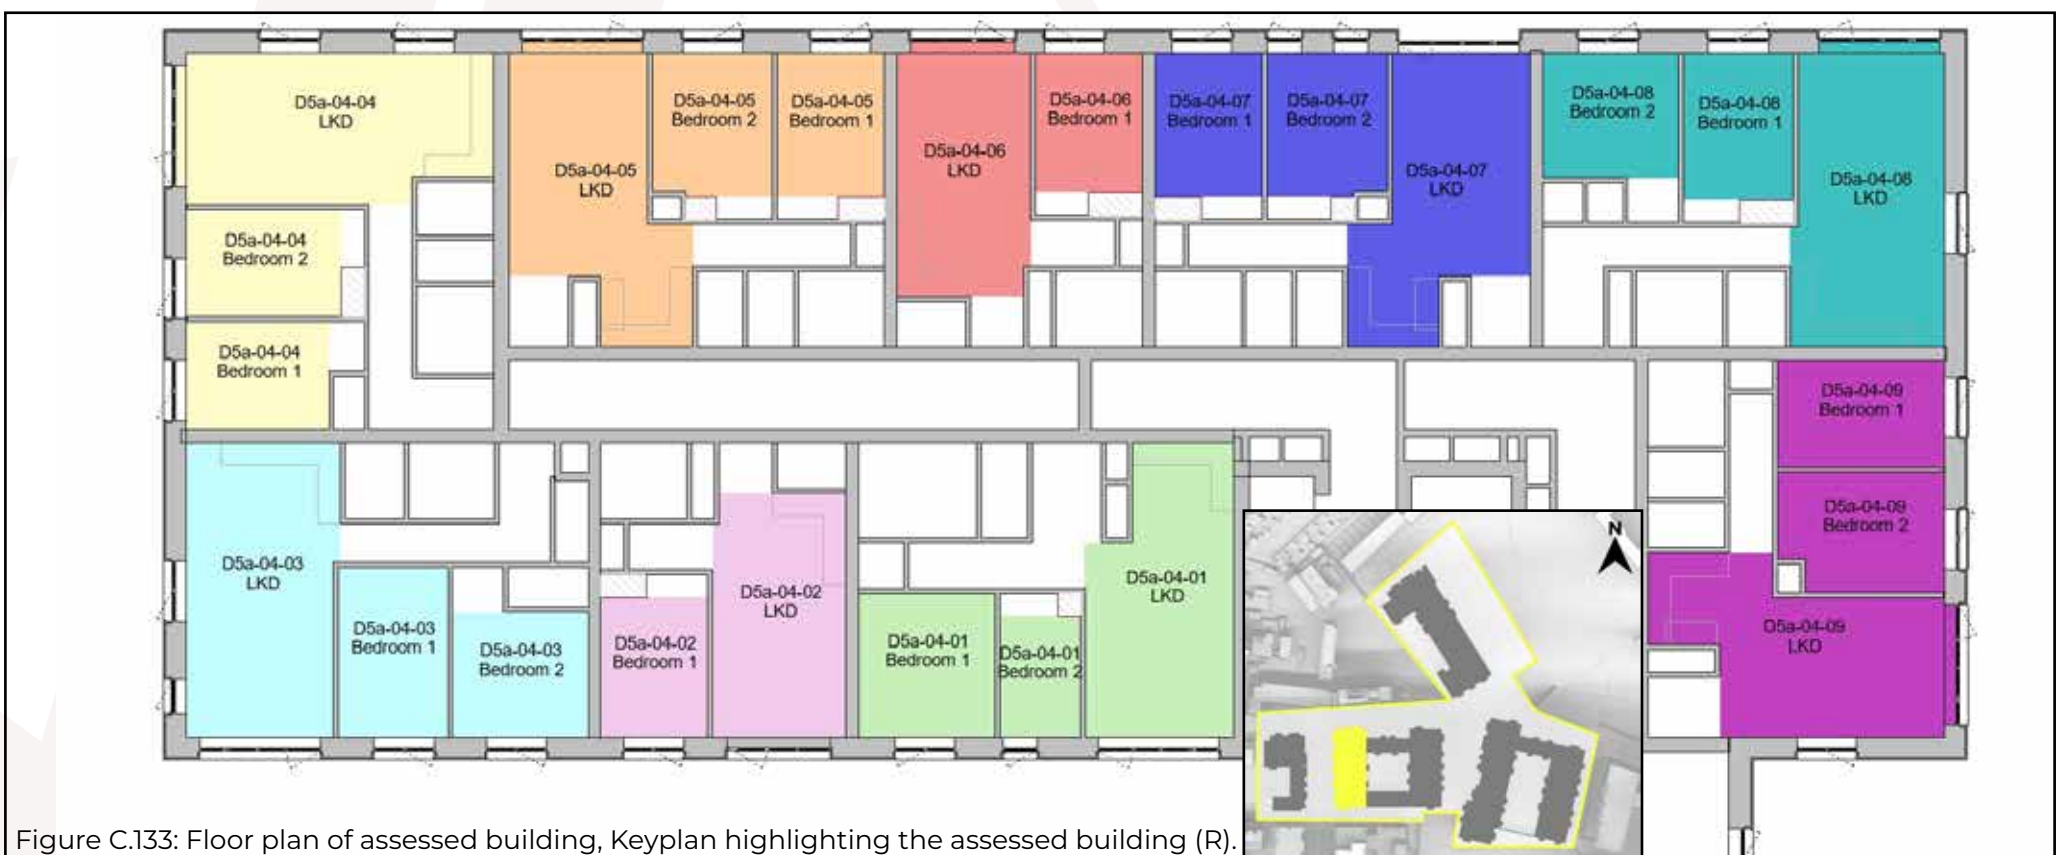 D5a-04-04
LKD
D5a-04-05
LKD
D5a-04-05
Bedroom 2
D5a-04-05
Bedroom 1
D5a-04-06
LKD
D5a-04-06
Bedroom 1
D5a-04-07
Bedroom 1
D5a-04-07
Bedroom 2
D5a-04-07
LKD
D5a-04-08
Bedroom 2
D5a-04-08
Bedroom 1
D5a-04-08
LKD
D5a-04-04
Bedroom 2
D5a-04-04
Bedroom 1
D5a-04-09
Bedroom 1
D5a-04-09
Bedroom 2
D5a-04-09
LKD
D5a-04-03
LKD
D5a-04-03
Bedroom 1
D5a-04-03
Bedroom 2
D5a-04-02
Bedroom 1
D5a-04-02
LKD
D5a-04-01
Bedroom 1
D5a-04-01
Bedroom 2
D5a-04-01
LKD
N
Figure C.133: Floor plan of assessed building, Keyplan highlighting the assessed building (R).